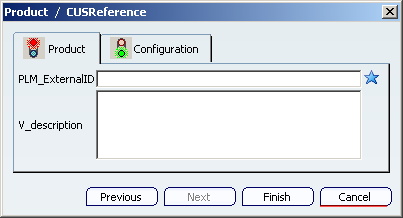 Product / CUSReference
Product Configuration
PLM_ExternalID
V_description
Previous Next Finish Cancel